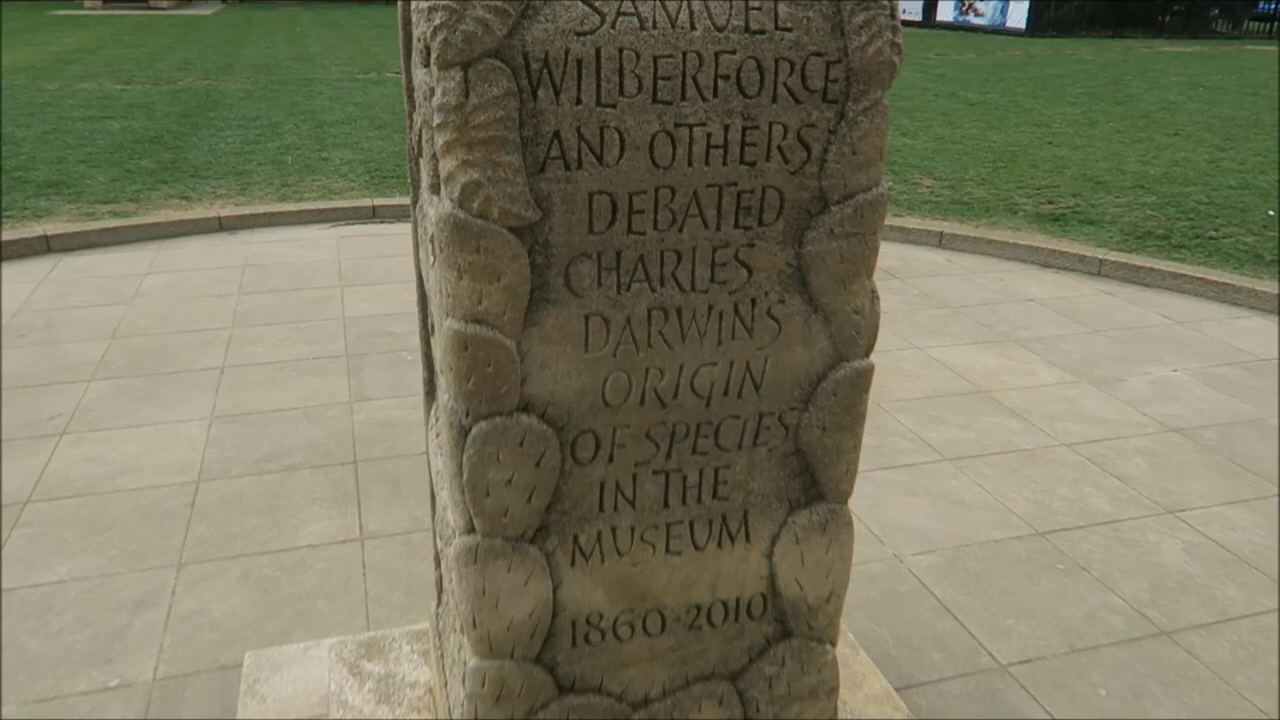 SAMUEL
WILBERFORCE
AND OTHERS
DEBATED
CHARLES
DARWIN'S
ORIGIN
OF SPECIES
IN THE
MUSEUM
1860-2010